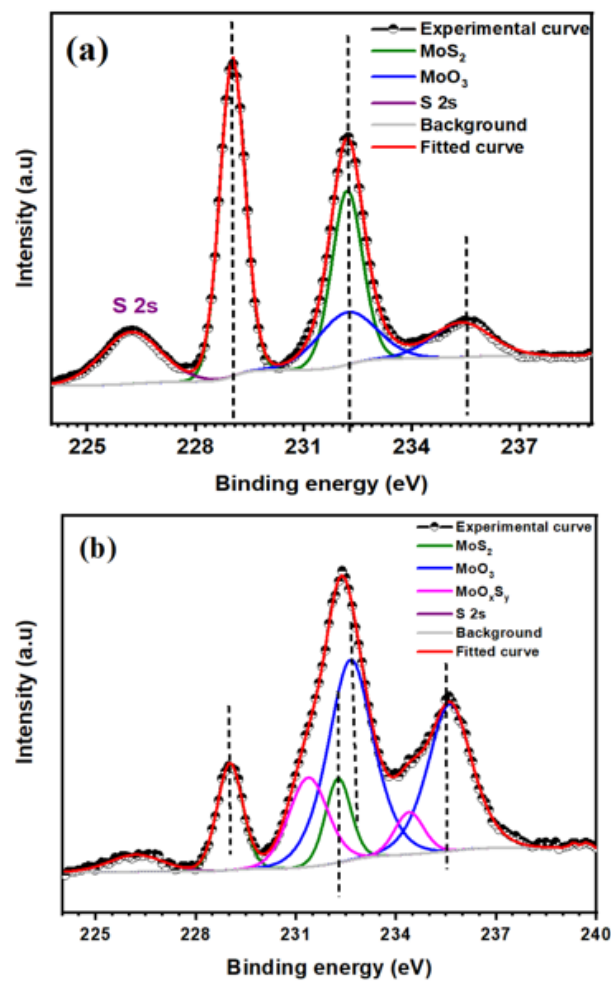 (a)
Experimental curve
MoS₂
MoO₃
S 2s
Background
Fitted curve
S 2s
Intensity (a.u)
225 228 231 234 237
Binding energy (eV)
(b)
Experimental curve
MoS₂
MoO₃
MoOₓSᵧ
S 2s
Background
Fitted curve
Intensity (a.u)
225 228 231 234 237 240
Binding energy (eV)